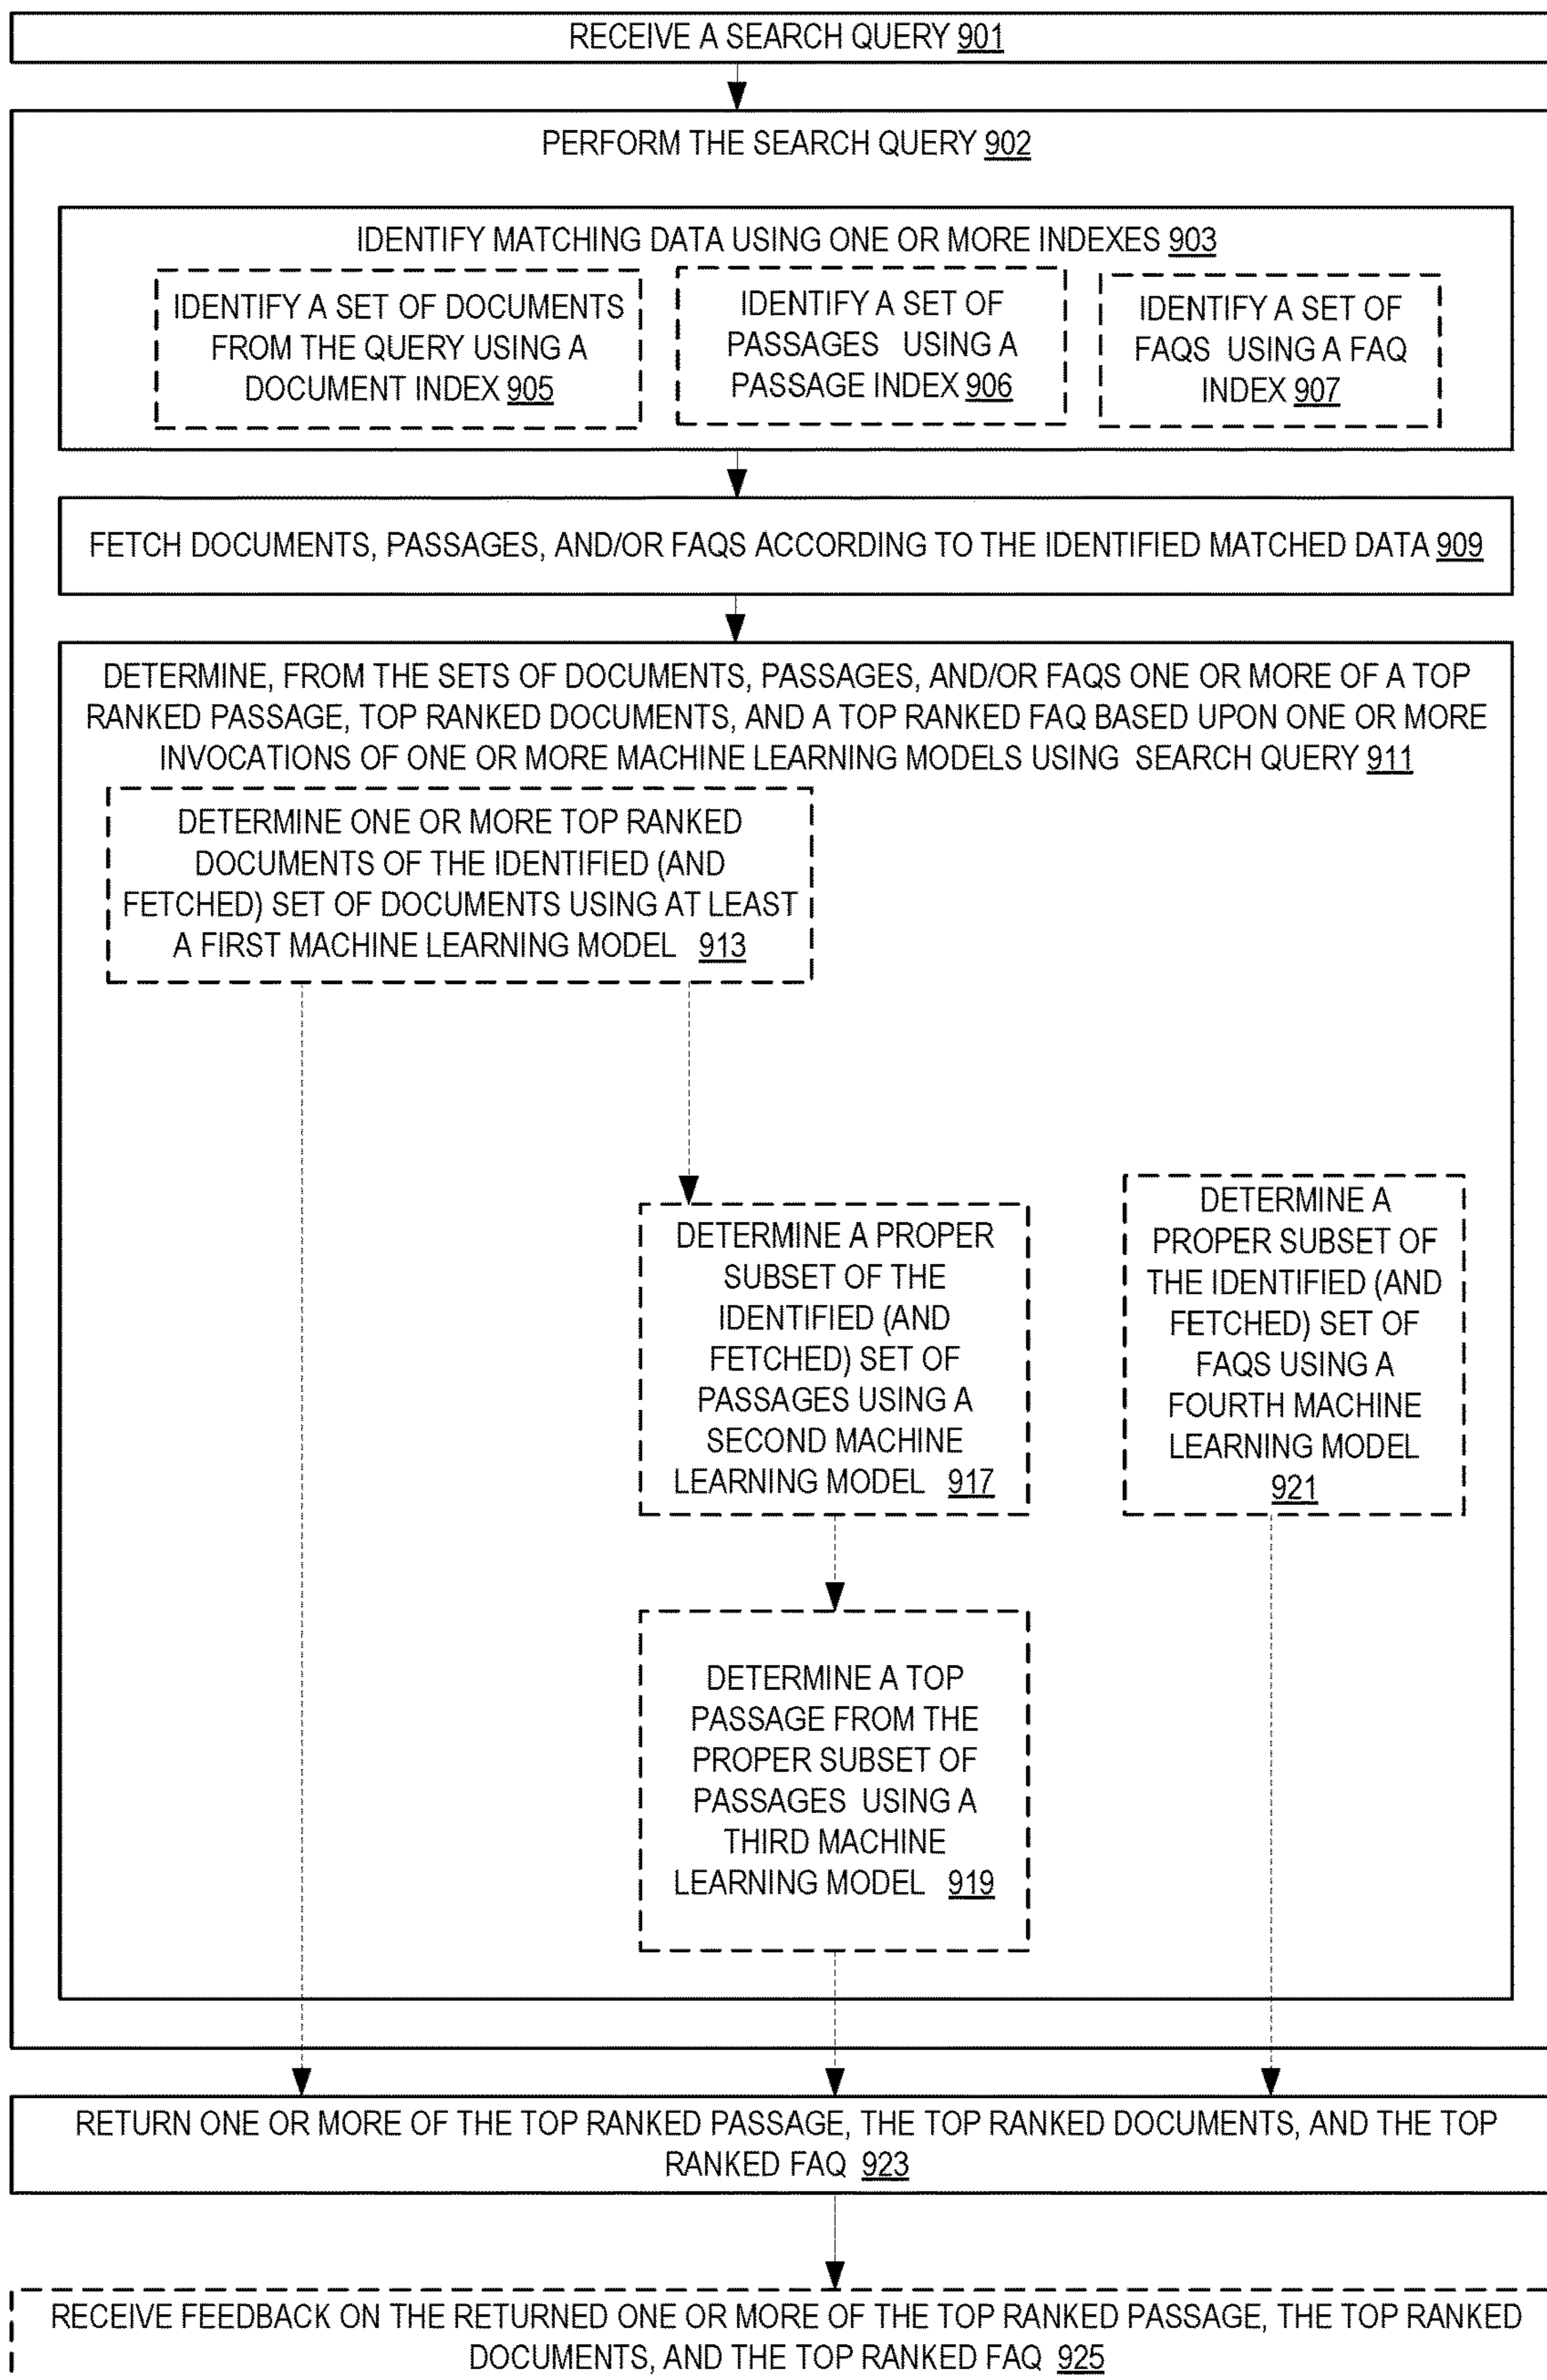 RECEIVE A SEARCH QUERY 901
PERFORM THE SEARCH QUERY 902
IDENTIFY MATCHING DATA USING ONE OR MORE INDEXES 903
IDENTIFY A SET OF DOCUMENTS
FROM THE QUERY USING A
DOCUMENT INDEX 905
IDENTIFY A SET OF
PASSAGES USING A
PASSAGE INDEX 906
IDENTIFY A SET OF
FAQS USING A FAQ
INDEX 907
FETCH DOCUMENTS, PASSAGES, AND/OR FAQS ACCORDING TO THE IDENTIFIED MATCHED DATA 909
DETERMINE, FROM THE SETS OF DOCUMENTS, PASSAGES, AND/OR FAQS ONE OR MORE OF A TOP
RANKED PASSAGE, TOP RANKED DOCUMENTS, AND A TOP RANKED FAQ BASED UPON ONE OR MORE
INVOCATIONS OF ONE OR MORE MACHINE LEARNING MODELS USING SEARCH QUERY 911
DETERMINE ONE OR MORE TOP RANKED
DOCUMENTS OF THE IDENTIFIED (AND
FETCHED) SET OF DOCUMENTS USING AT LEAST
A FIRST MACHINE LEARNING MODEL 913
DETERMINE A PROPER
SUBSET OF THE
IDENTIFIED (AND
FETCHED) SET OF
PASSAGES USING A
SECOND MACHINE
LEARNING MODEL 917
DETERMINE A
PROPER SUBSET OF
THE IDENTIFIED (AND
FETCHED) SET OF
FAQS USING A
FOURTH MACHINE
LEARNING MODEL
921
DETERMINE A TOP
PASSAGE FROM THE
PROPER SUBSET OF
PASSAGES USING A
THIRD MACHINE
LEARNING MODEL 919
RETURN ONE OR MORE OF THE TOP RANKED PASSAGE, THE TOP RANKED DOCUMENTS, AND THE TOP
RANKED FAQ 923
RECEIVE FEEDBACK ON THE RETURNED ONE OR MORE OF THE TOP RANKED PASSAGE, THE TOP RANKED
DOCUMENTS, AND THE TOP RANKED FAQ 925